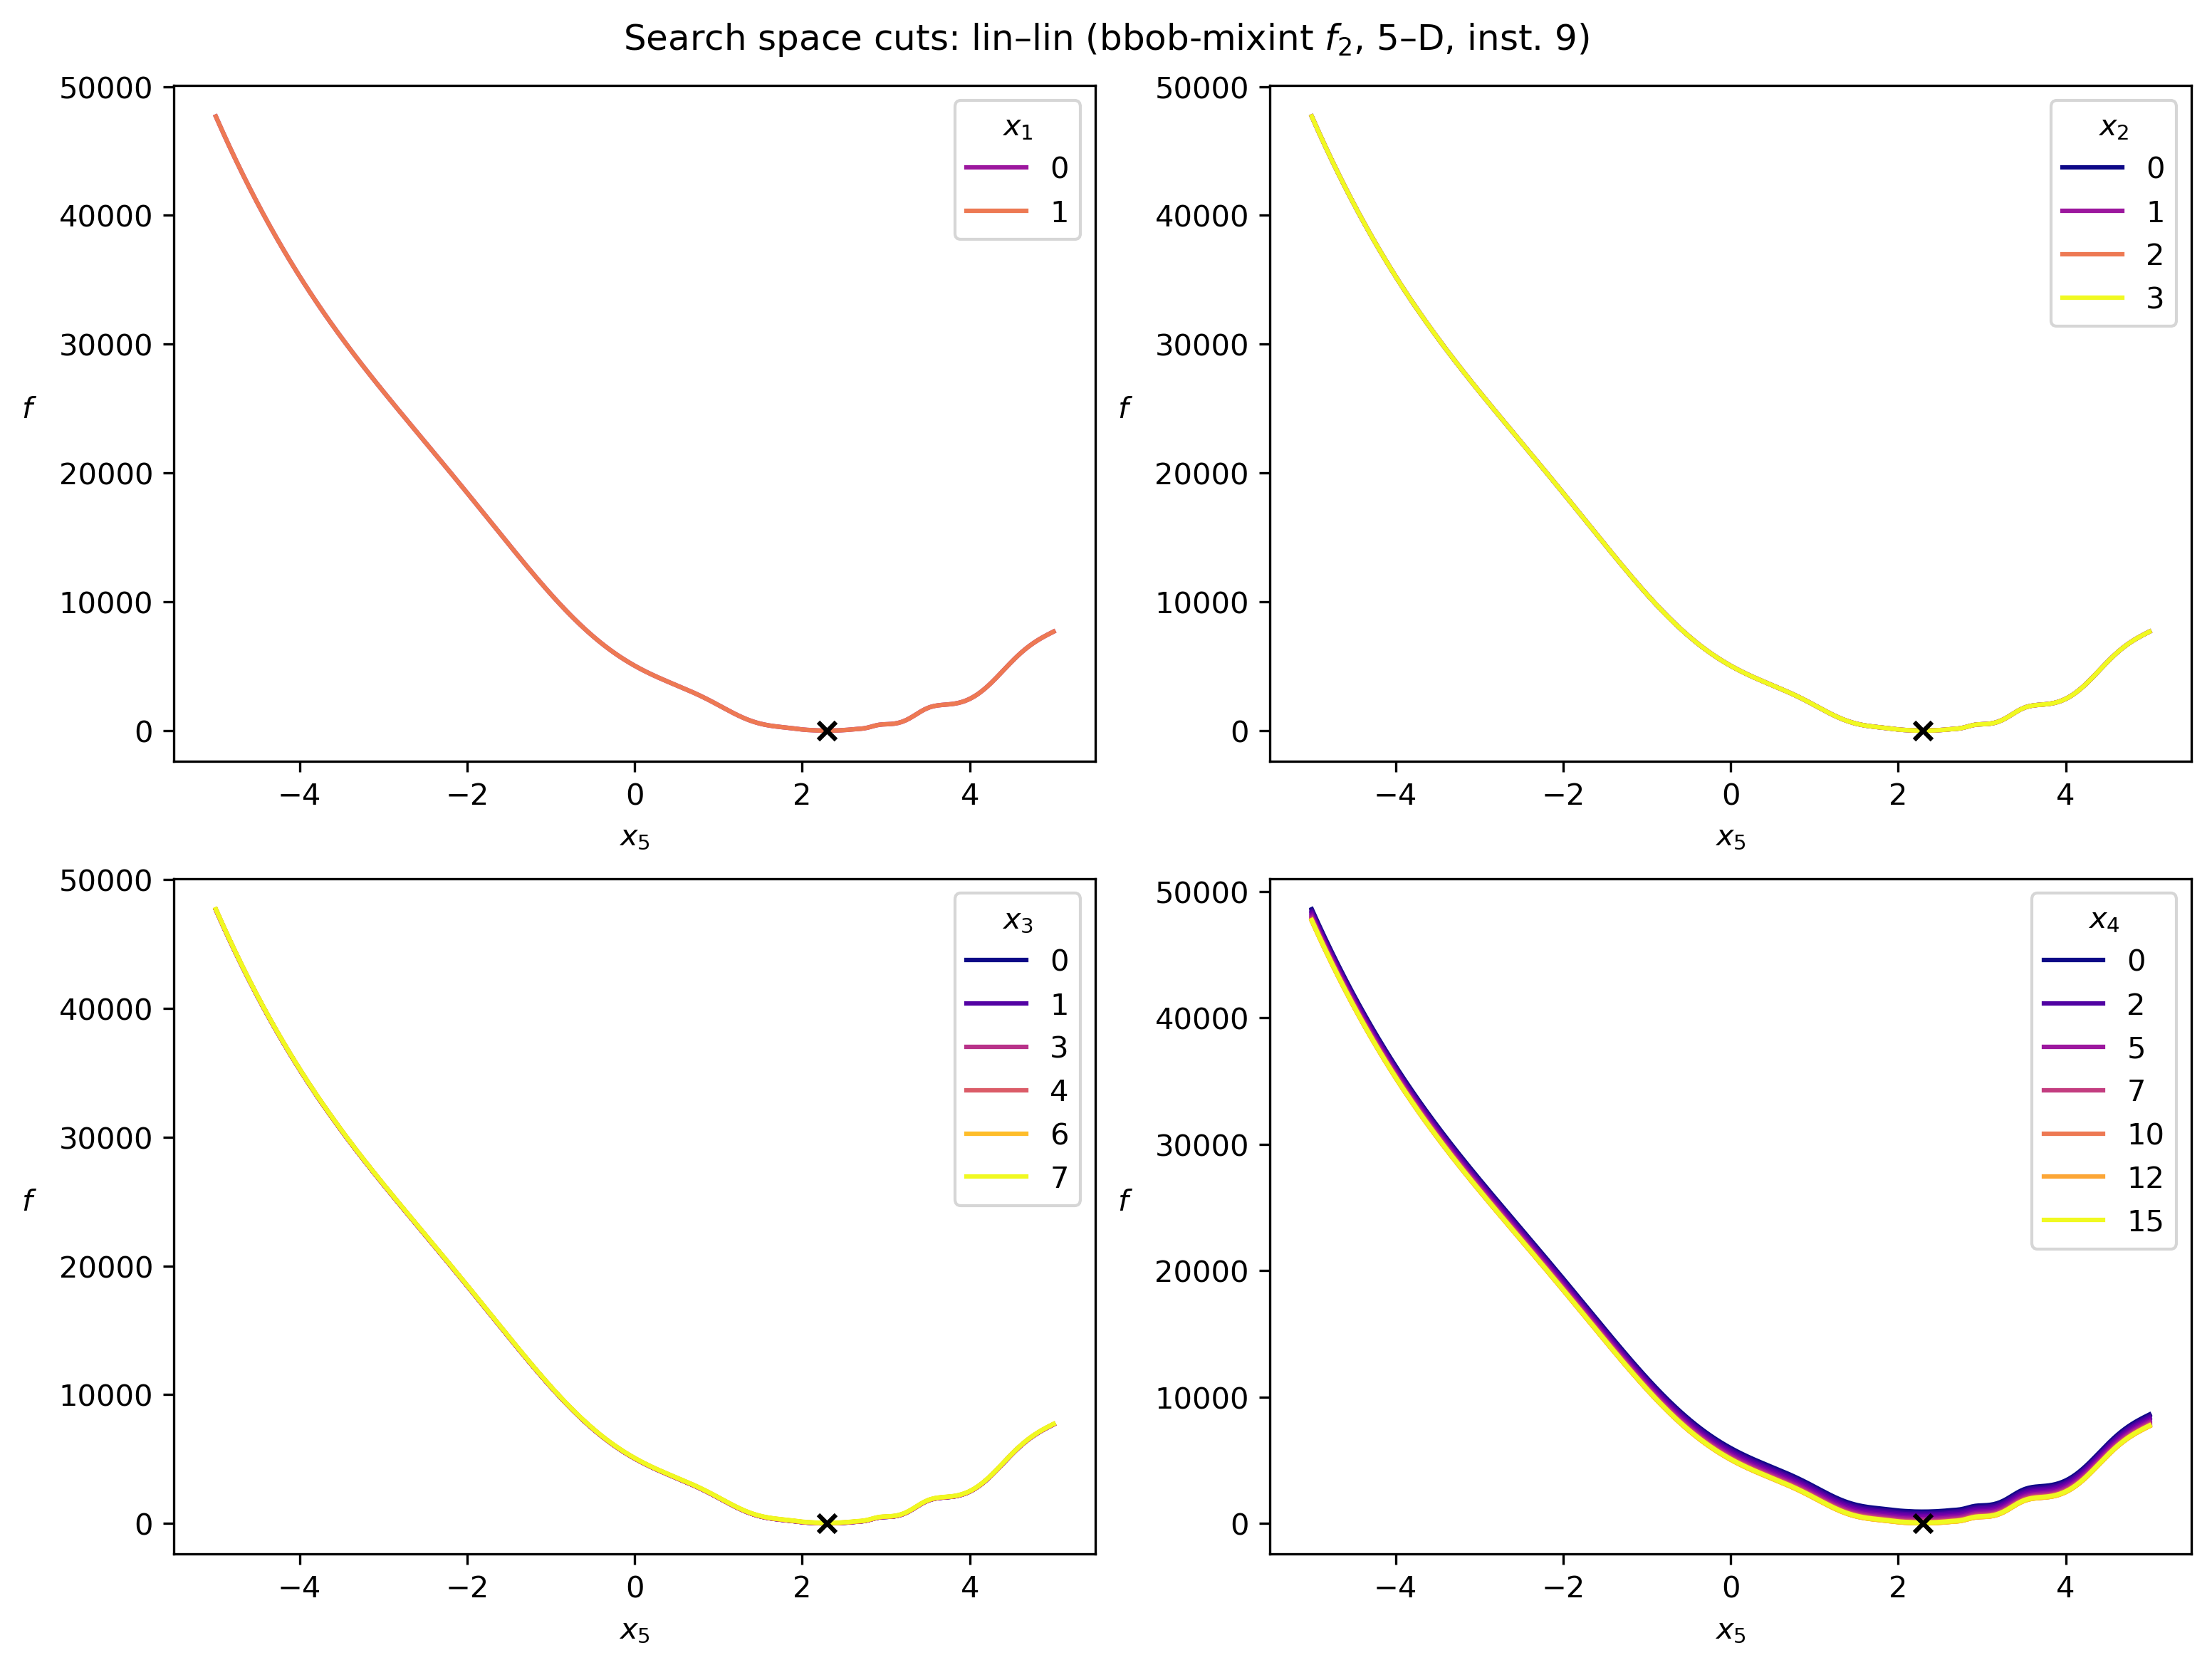 Search space cuts: lin–lin (bbob-mixint f₂, 5–D, inst. 9)
50000
40000
30000
20000
10000
0
f
−4 −2 0 2 4
x₅
x₁
0
1
50000
40000
30000
20000
10000
0
f
−4 −2 0 2 4
x₅
x₂
0
1
2
3
50000
40000
30000
20000
10000
0
f
−4 −2 0 2 4
x₅
x₃
0
1
3
4
6
7
50000
40000
30000
20000
10000
0
f
−4 −2 0 2 4
x₅
x₄
0
2
5
7
10
12
15